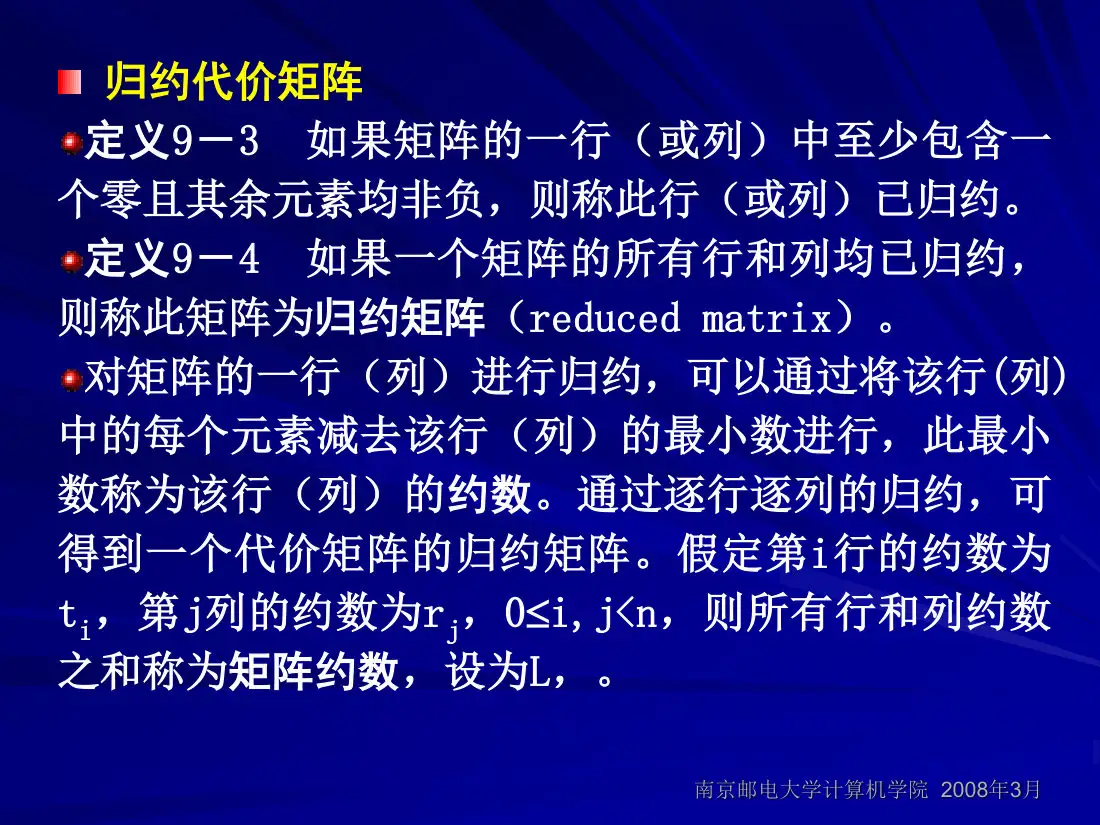 归约代价矩阵
定义9－3 如果矩阵的一行（或列）中至少包含一
个零且其余元素均非负，则称此行（或列）已归约。
定义9－4 如果一个矩阵的所有行和列均已归约，
则称此矩阵为归约矩阵（reduced matrix）。
对矩阵的一行（列）进行归约，可以通过将该行(列)
中的每个元素减去该行（列）的最小数进行，此最小
数称为该行（列）的约数。通过逐行逐列的归约，可
得到一个代价矩阵的归约矩阵。假定第i行的约数为
ti，第j列的约数为rj，0≤i,j<n，则所有行和列约数
之和称为矩阵约数，设为L，。
南京邮电大学计算机学院 2008年3月